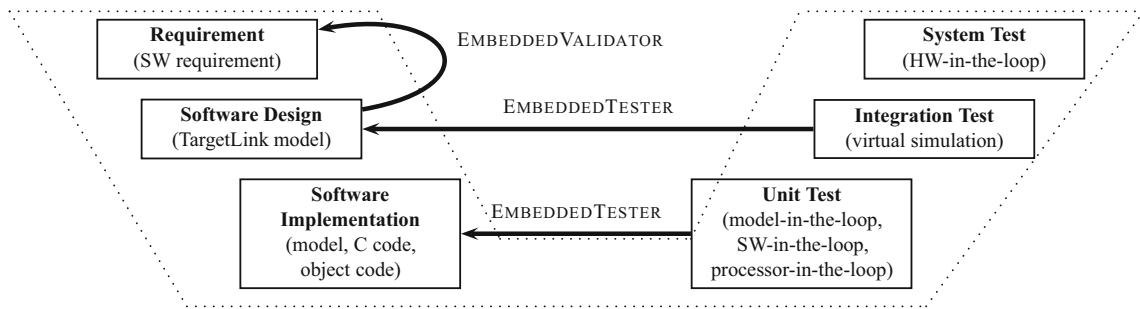 Requirement
(SW requirement)
EMBEDDEDVALIDATOR
System Test
(HW-in-the-loop)
Software Design
(TargetLink model)
EMBEDDEDTESTER
Integration Test
(virtual simulation)
Software
Implementation
(model, C code,
object code)
EMBEDDEDTESTER
Unit Test
(model-in-the-loop,
SW-in-the-loop,
processor-in-the-loop)